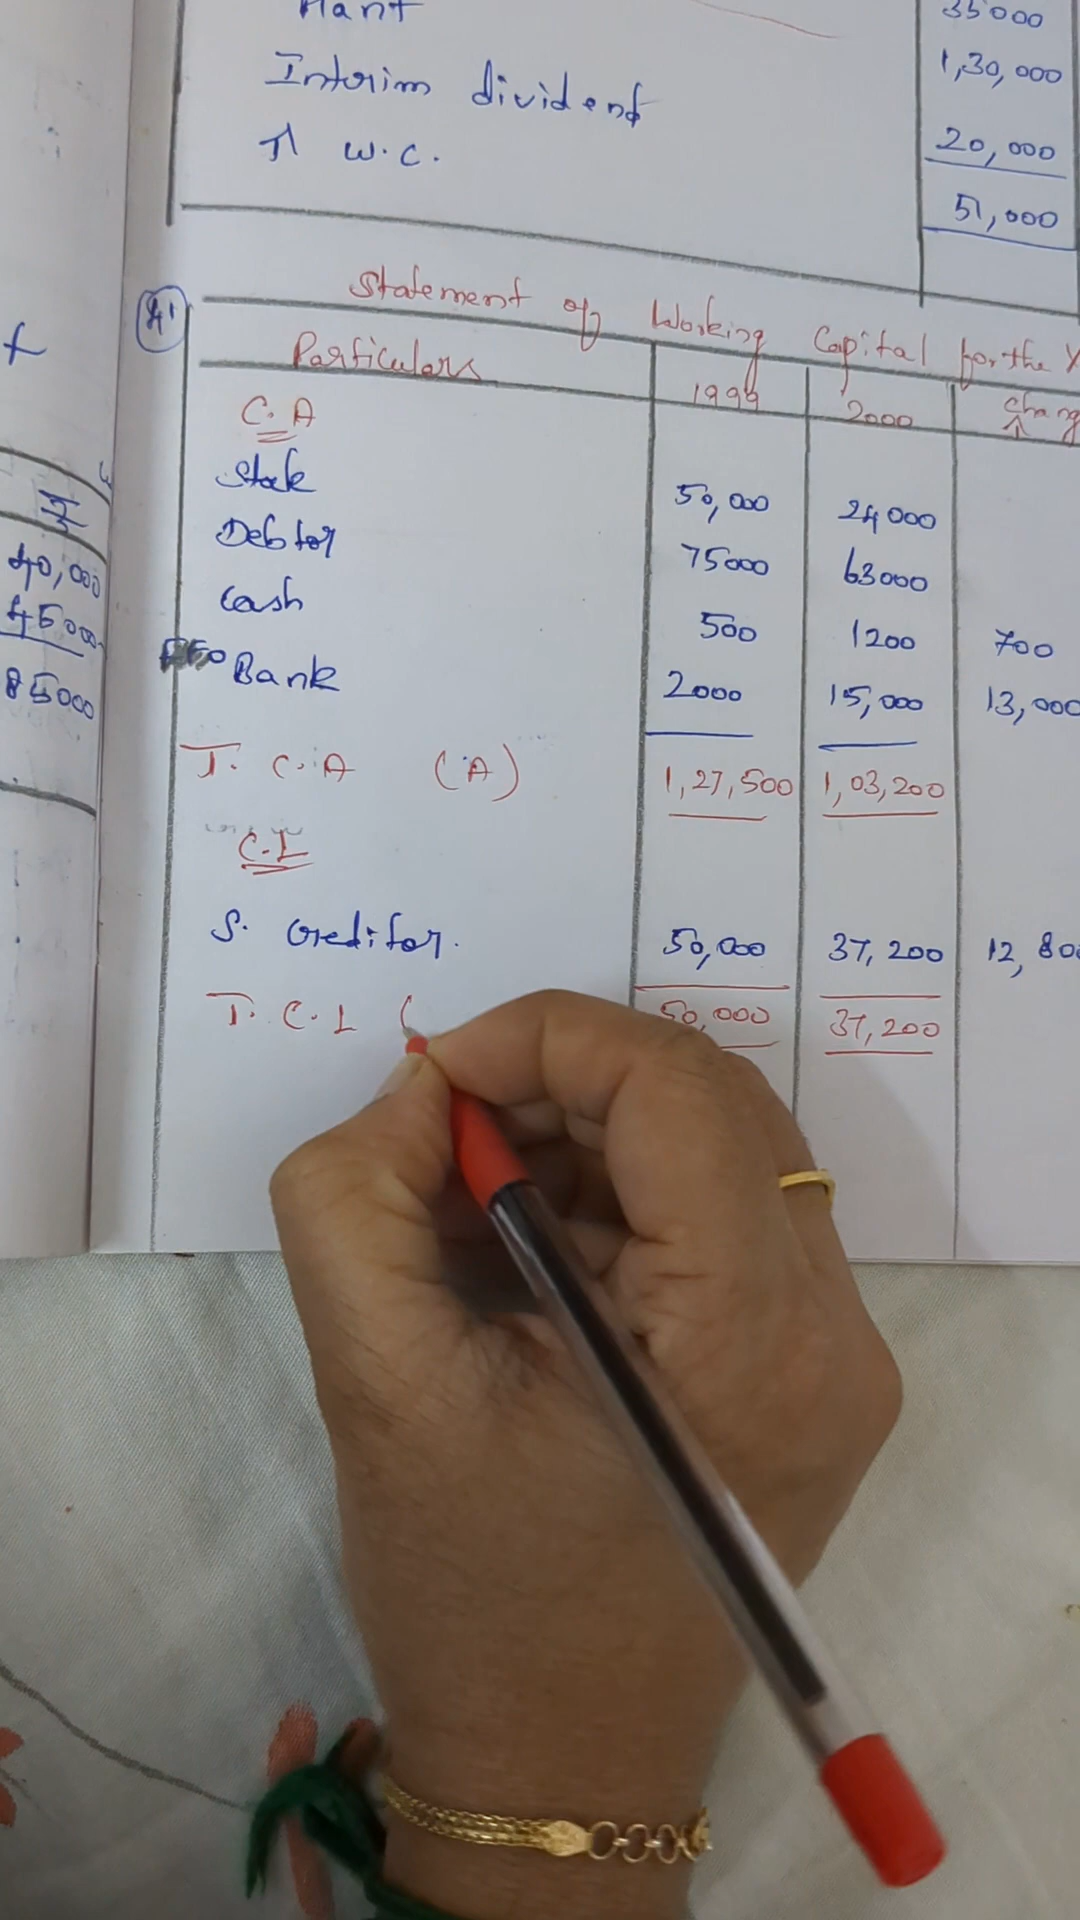 Plant 35000
Interim dividend 1,30,000
↑ W.C. 20,000
51,000
Statement of Working Capital for the Y
41
Particulars 1999 2000 Chang
↑
C.A
Stock 50,000 24000
Debtor 75000 63000
Cash 500 1200 700
Bank 2000 15,000 13,000
T. C.A (A) 1,27,500 1,03,200
C.L
S. Creditor. 50,000 37,200 12,80
T. C.L ( 50,000 37,200
40,000
45000
85000